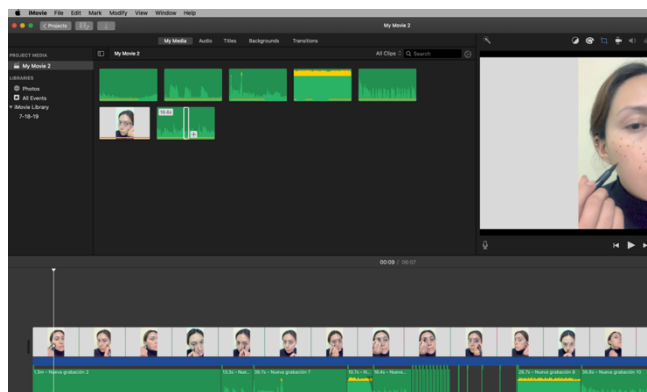 iMovie File Edit Mark Modify View Window Help
Projects My Movie 2
My Media Audio Titles Backgrounds Transitions
PROJECT MEDIA
My Movie 2
LIBRARIES
Photos
All Events
iMovie Library
7-18-19
My Movie 2 All Clips Search
00:00 / 00:07
Nueva grabación 2
Nueva grabación 7
Nueva grabación 8
Nueva grabación 10